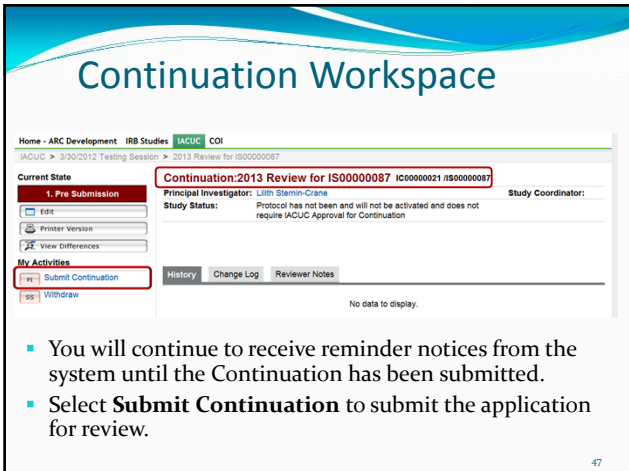 Continuation Workspace
Home - ARC Development IRB Studies IACUC COI
IACUC > 3/30/2012 Testing Session > 2013 Review for IS00000087
Current State
1. Pre Submission
Edit
Printer Version
View Differences
My Activities
PI Submit Continuation
SS Withdraw
Continuation:2013 Review for IS00000087 IC00000021 /IS00000087
Principal Investigator: Lilith Sternin-Crane Study Coordinator:
Study Status: Protocol has not been and will not be activated and does not
require IACUC Approval for Continuation
History Change Log Reviewer Notes
No data to display.
▪ You will continue to receive reminder notices from the
system until the Continuation has been submitted.
▪ Select Submit Continuation to submit the application
for review.
47